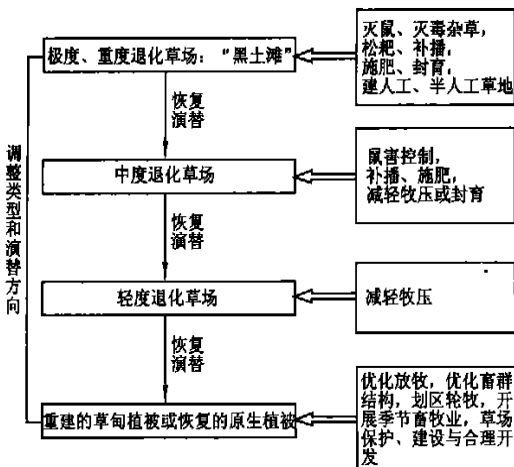 极度、重度退化草场：“黑土滩”
灭鼠、灭毒杂草，
松耙、补播，
施肥、封育，
建人工、半人工草地
恢复
演替
中度退化草场
鼠害控制，
补播、施肥，
减轻牧压或封育
恢复
演替
调整类型和演替方向
轻度退化草场
减轻牧压
恢复
演替
重建的草甸植被或恢复的原生植被
优化放牧，优化畜群
结构，划区轮牧，开
展季节畜牧业，草场
保护、建设与合理开
发